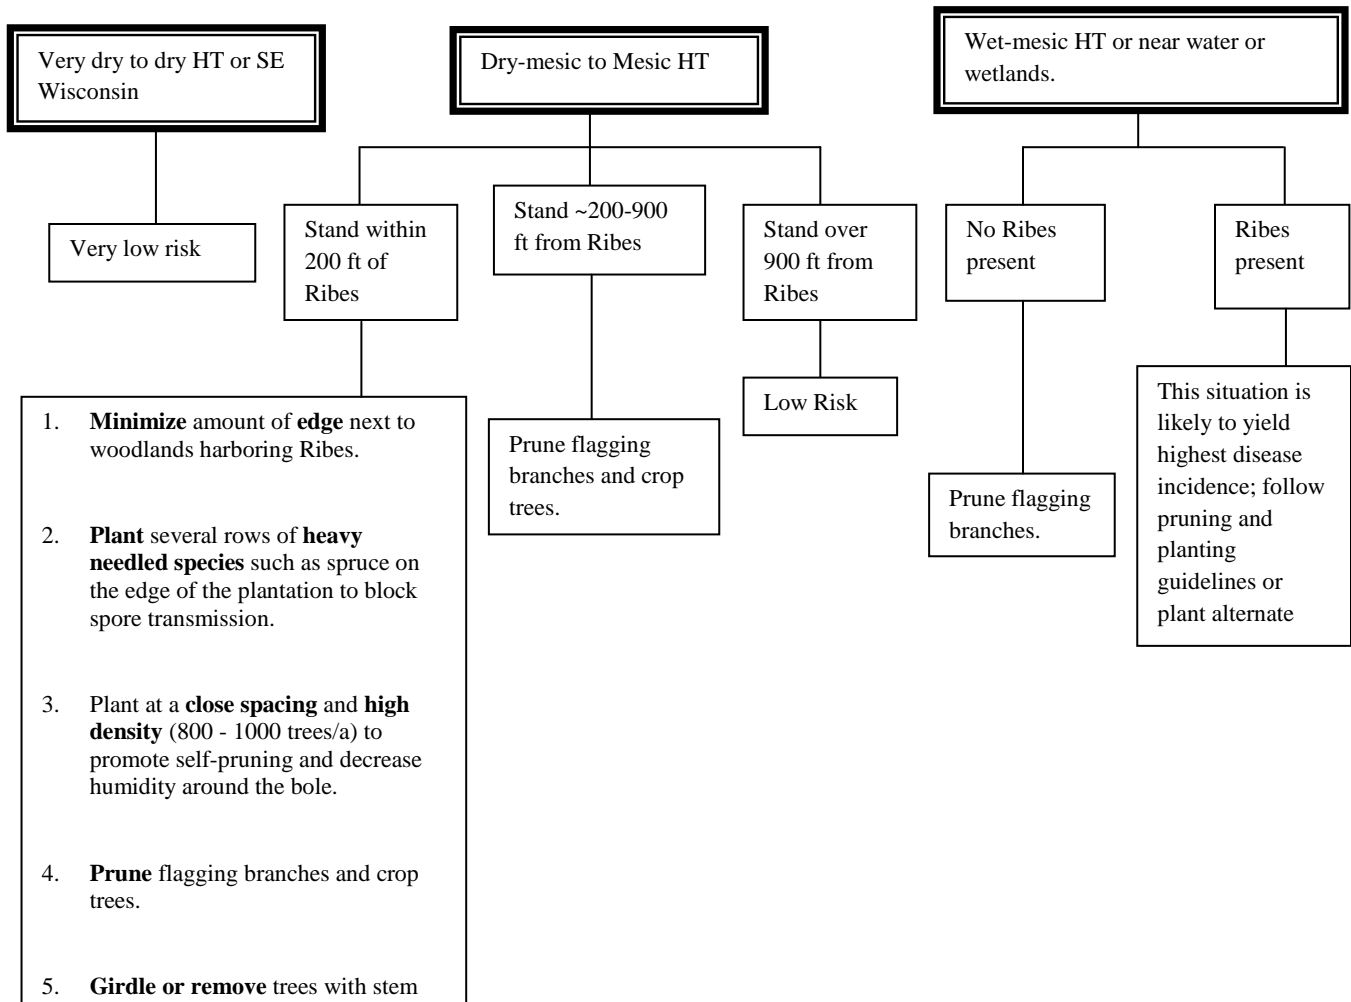 Very dry to dry HT or SE
Wisconsin
Dry-mesic to Mesic HT
Wet-mesic HT or near water or
wetlands.
Very low risk
Stand within
200 ft of
Ribes
Stand ~200-900
ft from Ribes
Stand over
900 ft from
Ribes
No Ribes
present
Ribes
present
1. Minimize amount of edge next to
woodlands harboring Ribes.
2. Plant several rows of heavy
needled species such as spruce on
the edge of the plantation to block
spore transmission.
3. Plant at a close spacing and high
density (800 - 1000 trees/a) to
promote self-pruning and decrease
humidity around the bole.
4. Prune flagging branches and crop
trees.
5. Girdle or remove trees with stem
Prune flagging
branches and crop
trees.
Low Risk
Prune flagging
branches.
This situation is
likely to yield
highest disease
incidence; follow
pruning and
planting
guidelines or
plant alternate